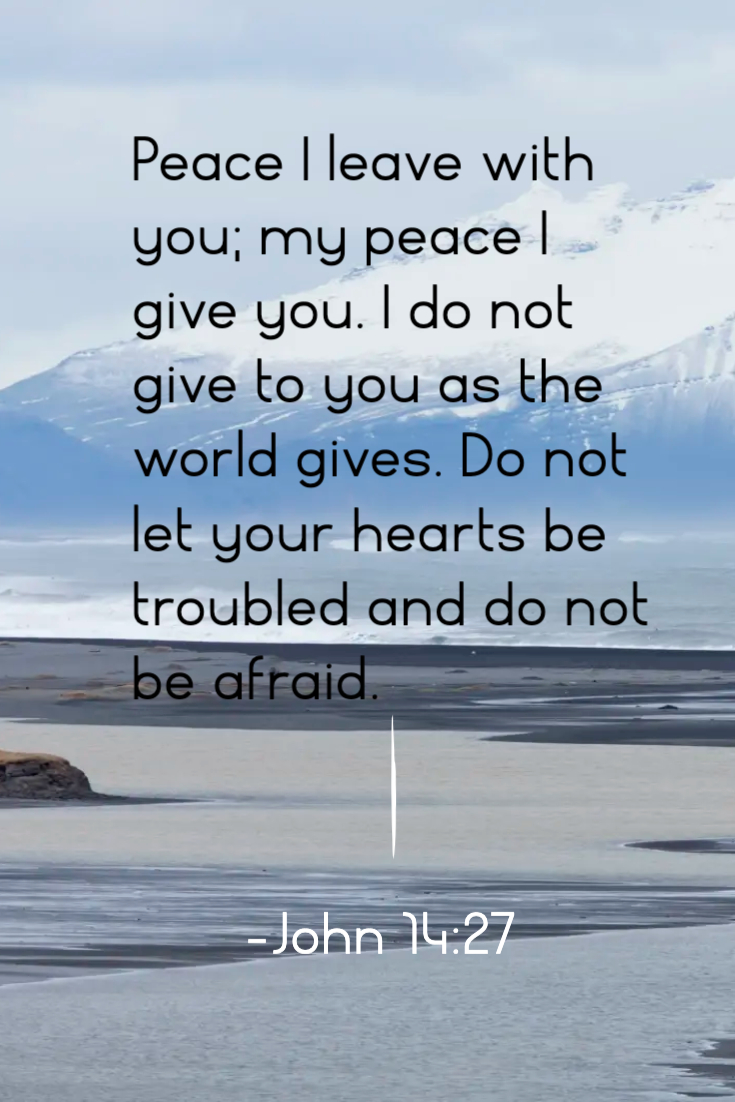 Peace I leave with
you; my peace I
give you. I do not
give to you as the
world gives. Do not
let your hearts be
troubled and do not
be afraid.
-John 14:27